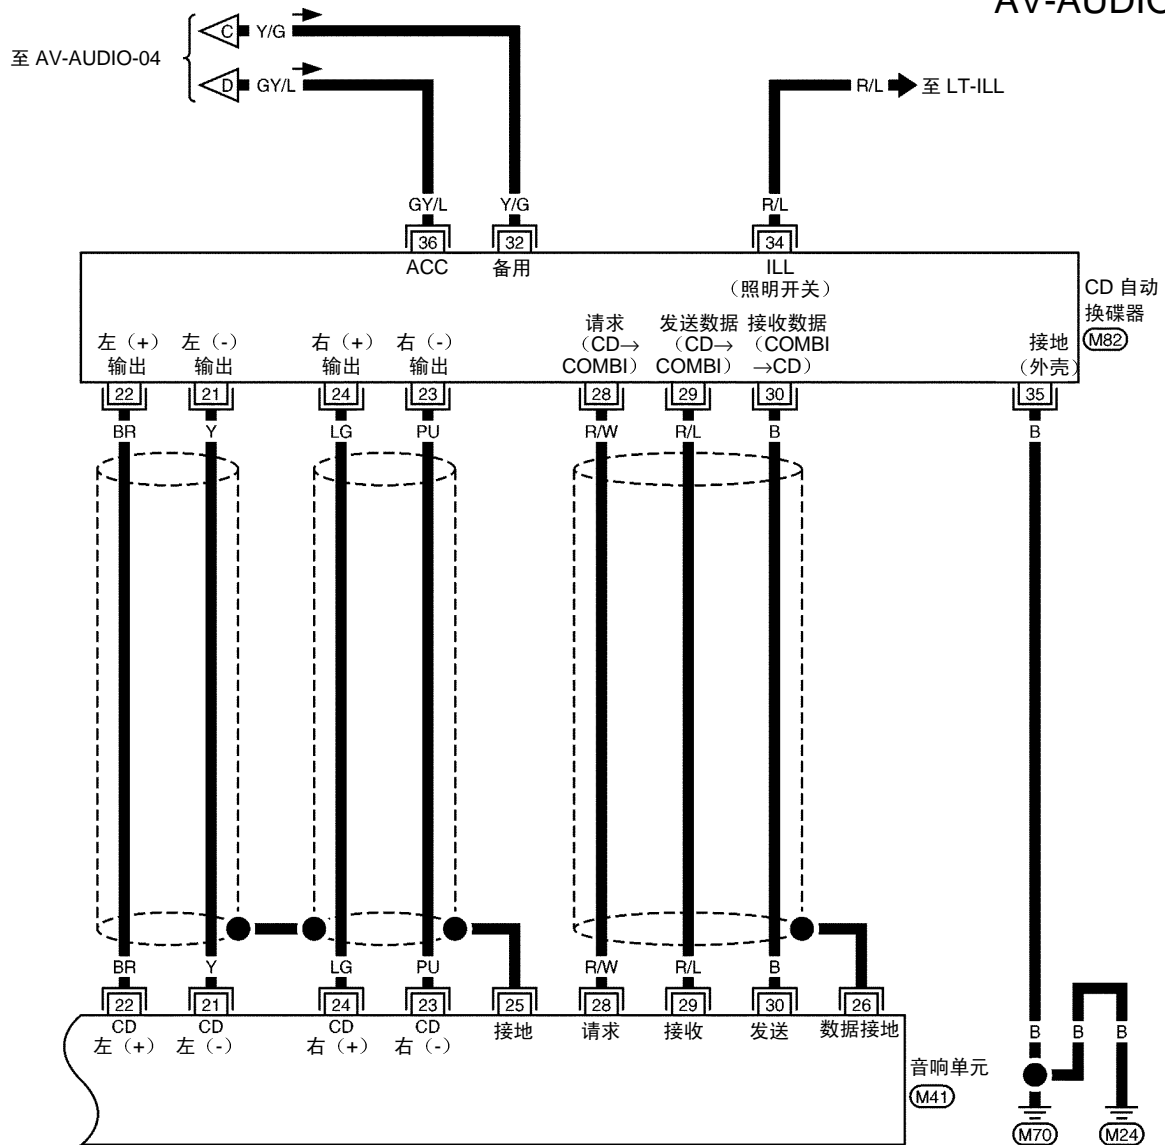 AV-AUDIO
C Y/G
至 AV-AUDIO-04
D GY/L
R/L 至 LT-ILL
GY/L Y/G R/L
36 32 34
ACC 备用 ILL
（照明开关）
CD 自动
换碟器
M82
左（+）
输出
左（-）
输出
右（+）
输出
右（-）
输出
请求
（CD→
COMBI）
发送数据
（CD→
COMBI）
接收数据
（COMBI
→CD）
接地
（外壳）
22 21 24 23 28 29 30 35
BR Y LG PU R/W R/L B B
BR Y LG PU R/W R/L B
22 21 24 23 25 28 29 30 26
CD
左（+）
CD
左（-）
CD
右（+）
CD
右（-）
接地 请求 接收 发送 数据接地
B B B
音响单元
M41
M70 M24